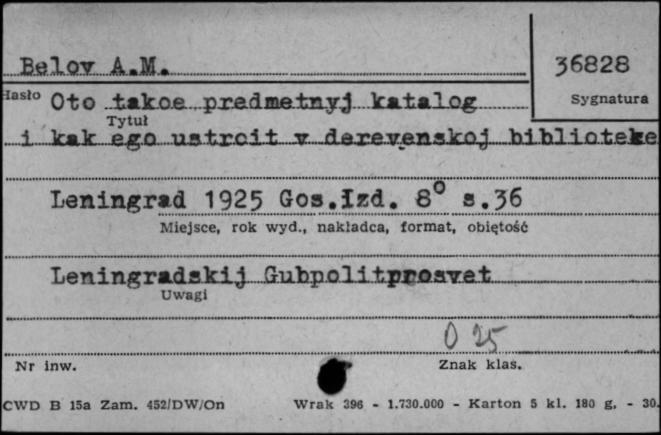 Belov A.M.
36828
Hasło
Sygnatura
Oto takoe predmetnyj katalog
Tytuł
i kak ego ustroit v derevenskoj biblioteke
Leningrad 1925 Gos.Izd. 8° s.36
Miejsce, rok wyd., nakładca, format, objętość
Leningradskij Gubpolitprosvet
Uwagi
025
Nr inw.
Znak klas.
CWD B 15a Zam. 452/DW/On Wrak 396 - 1.730.000 - Karton 5 kl. 180 g. - 30.